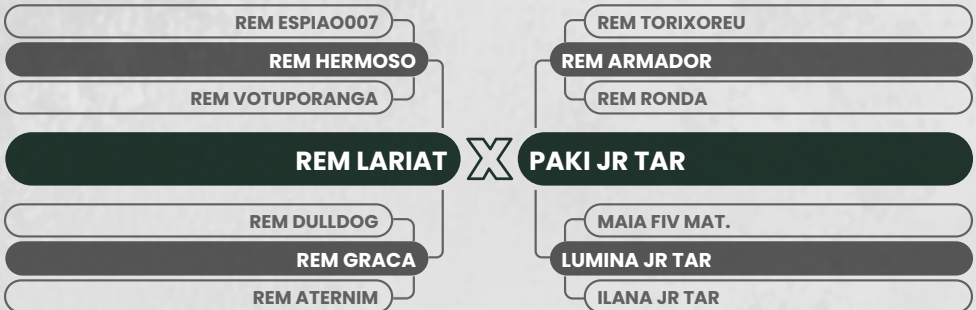 REM ESPIAO007 REM TORIXOREU
REM HERMOSO REM ARMADOR
REM VOTUPORANGA REM RONDA
REM LARIAT X PAKI JR TAR
REM DULLDOG MAIA FIV MAT.
REM GRACA LUMINA JR TAR
REM ATERNIM ILANA JR TAR